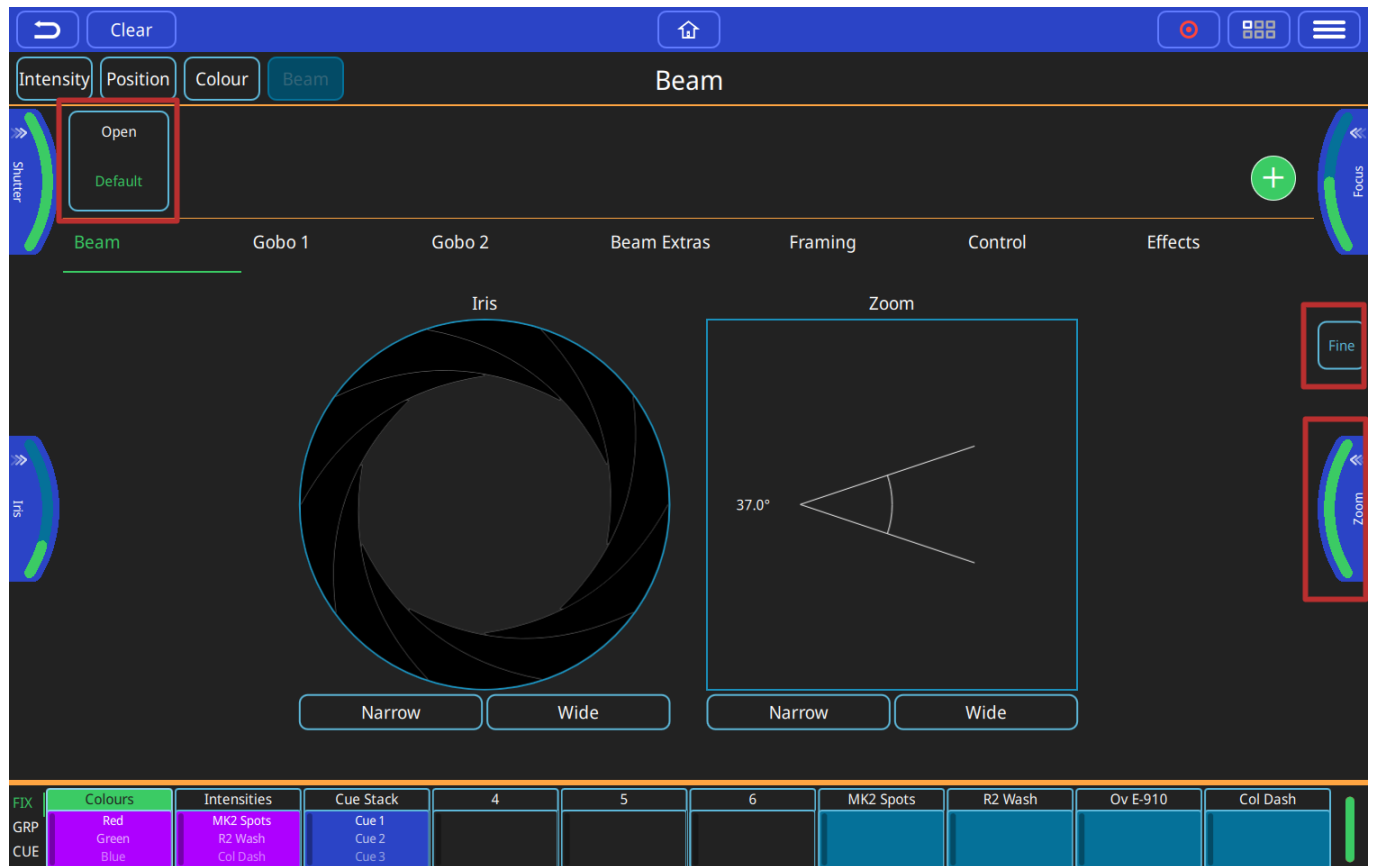 Clear
Intensity Position Colour Beam Beam
Open
Default
Shutter
Focus
Beam Gobo 1 Gobo 2 Beam Extras Framing Control Effects
Iris Zoom
Fine
37.0°
Iris
Zoom
Narrow Wide Narrow Wide
FIX Colours Intensities Cue Stack 4 5 6 MK2 Spots R2 Wash Ov E-910 Col Dash
GRP Red MK2 Spots Cue 1
Green R2 Wash Cue 2
CUE Blue Col Dash Cue 3